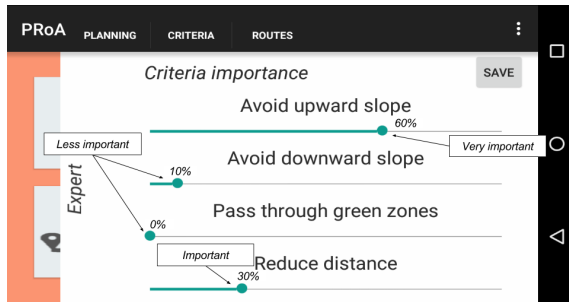 PRoA PLANNING CRITERIA ROUTES
Criteria importance SAVE
Avoid upward slope
60%
Less important Very important
Avoid downward slope
10%
Expert
Pass through green zones
0%
Important
Reduce distance
30%